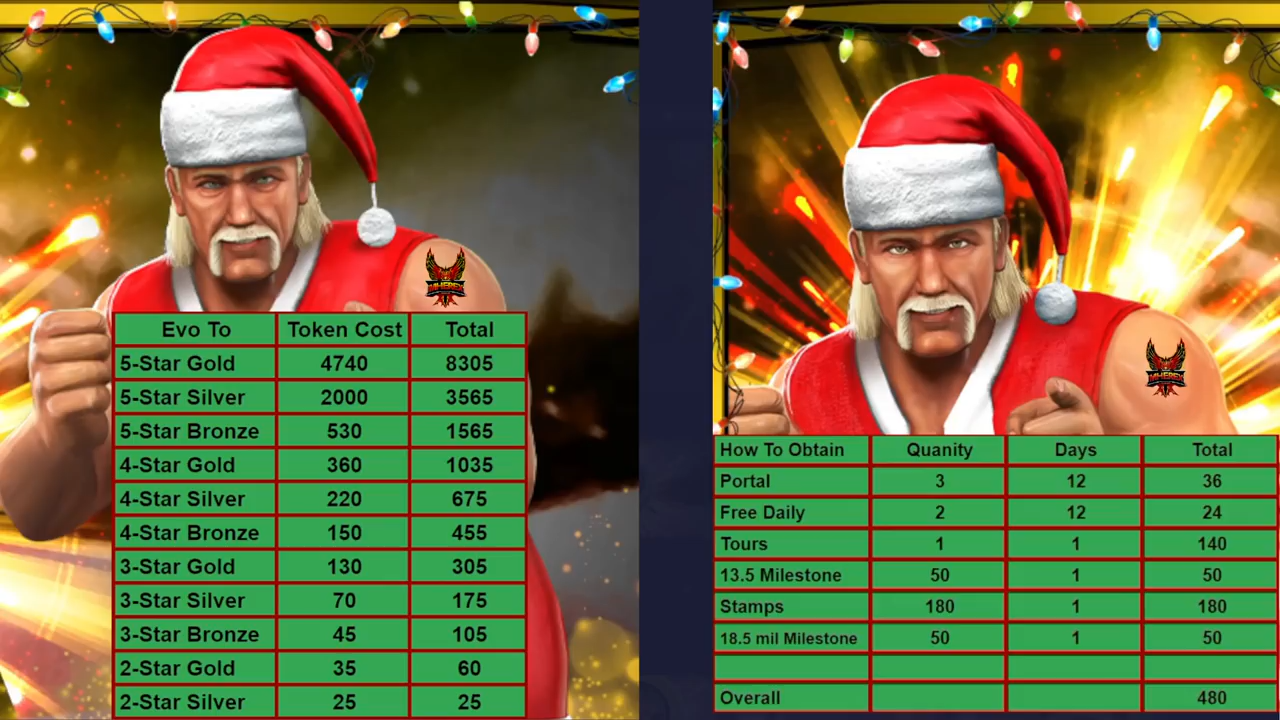 Evo To Token Cost Total
5-Star Gold 4740 8305
5-Star Silver 2000 3565
5-Star Bronze 530 1565
4-Star Gold 360 1035
4-Star Silver 220 675
4-Star Bronze 150 455
3-Star Gold 130 305
3-Star Silver 70 175
3-Star Bronze 45 105
2-Star Gold 35 60
2-Star Silver 25 25
How To Obtain Quanity Days Total
Portal 3 12 36
Free Daily 2 12 24
Tours 1 1 140
13.5 Milestone 50 1 50
Stamps 180 1 180
18.5 mil Milestone 50 1 50
Overall 480